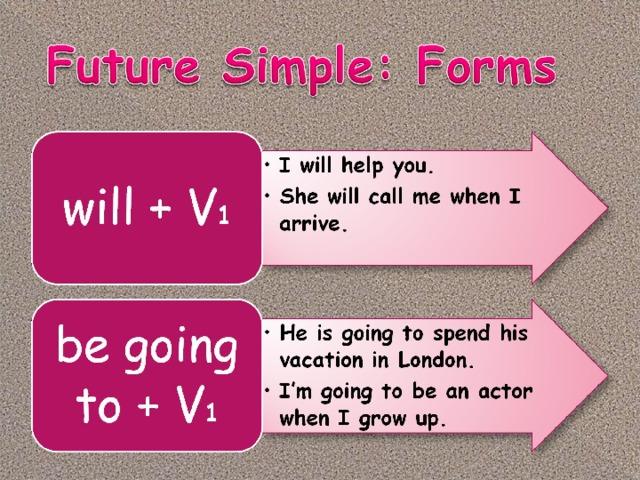 Future Simple: Forms
will + V1
• I will help you.
• She will call me when I
arrive.
be going
to + V1
• He is going to spend his
vacation in London.
• I'm going to be an actor
when I grow up.